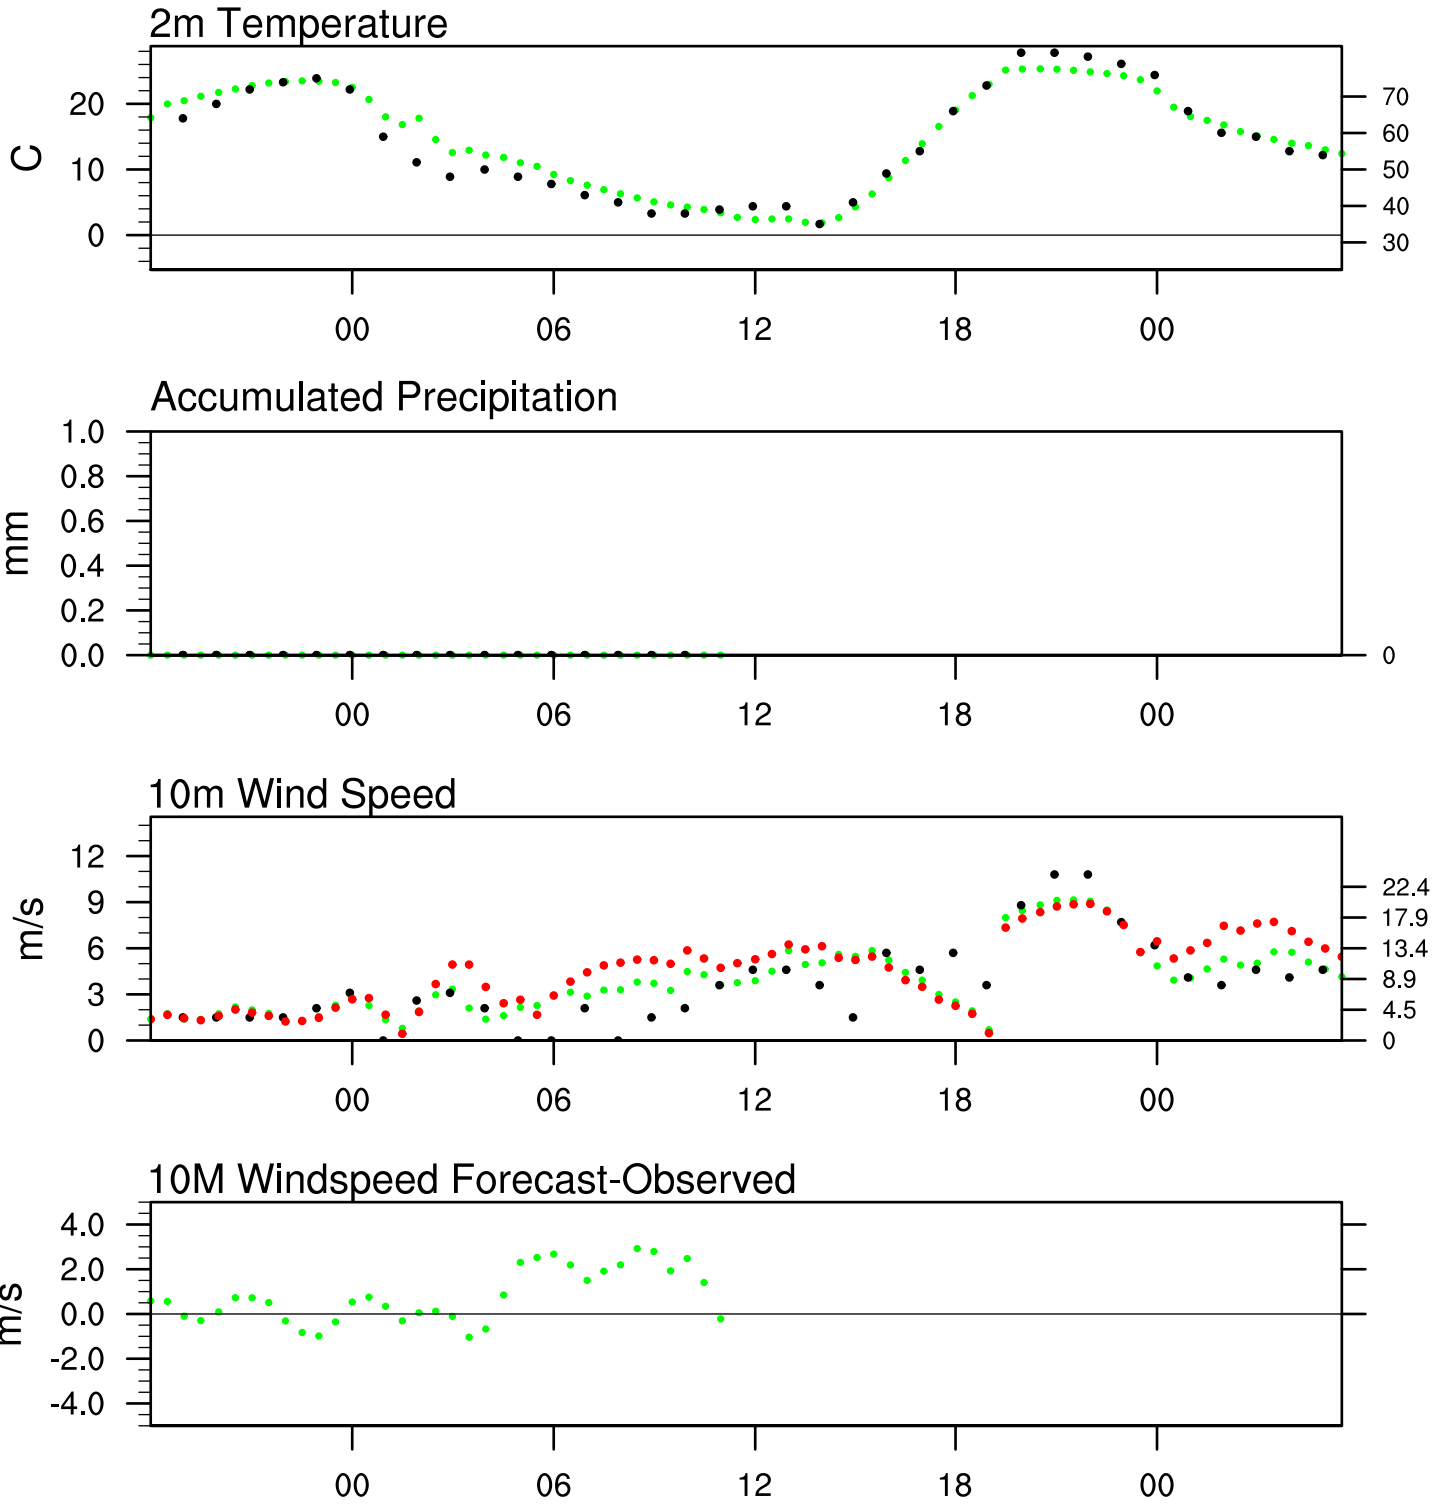 2m Temperature
C
20
10
0
70
60
50
40
30
00 06 12 18 00
Accumulated Precipitation
mm
1.0
0.8
0.6
0.4
0.2
0.0
0
00 06 12 18 00
10m Wind Speed
m/s
12
9
6
3
0
22.4
17.9
13.4
8.9
4.5
0
00 06 12 18 00
10M Windspeed Forecast-Observed
m/s
4.0
2.0
0.0
-2.0
-4.0
00 06 12 18 00